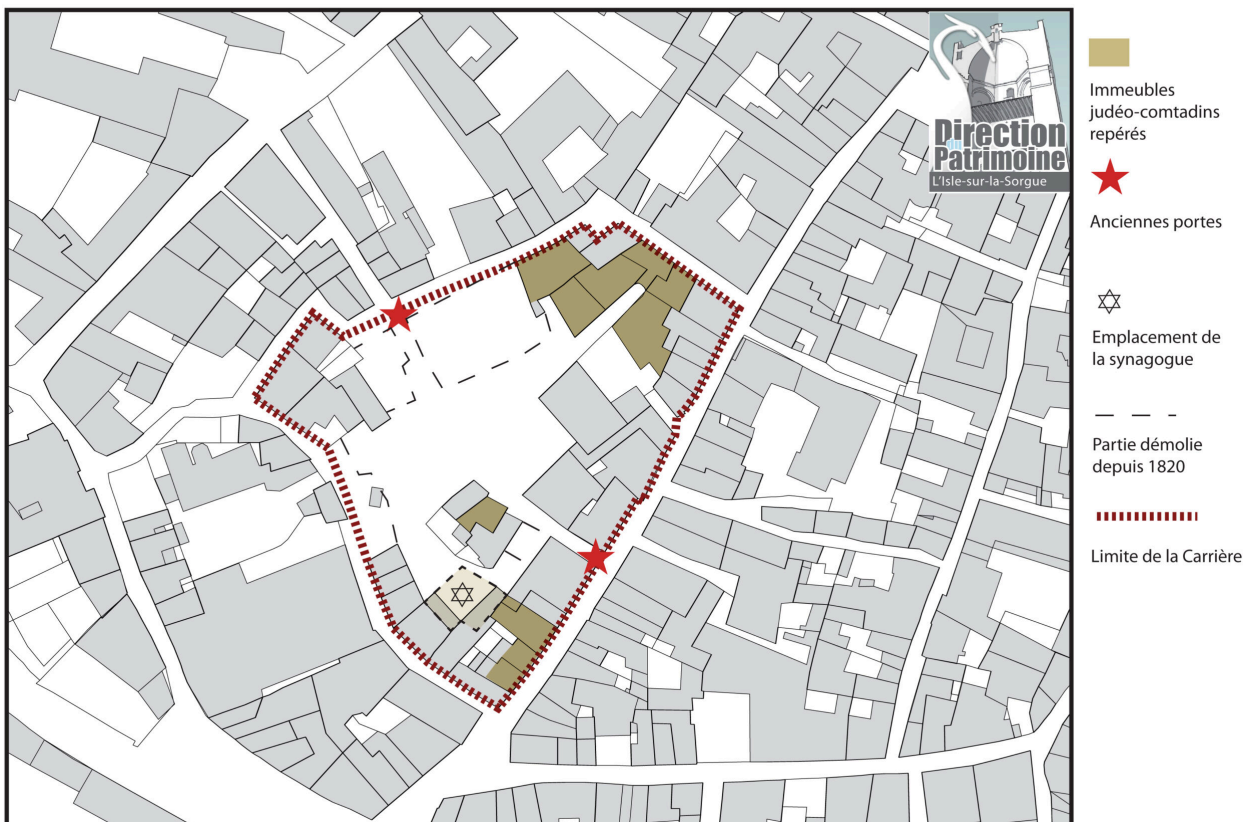 Direction
du
Patrimoine
L'Isle-sur-la-Sorgue
Immeubles
judéo-comtadins
repérés
Anciennes portes
Emplacement de
la synagogue
Partie démolie
depuis 1820
Limite de la Carrière